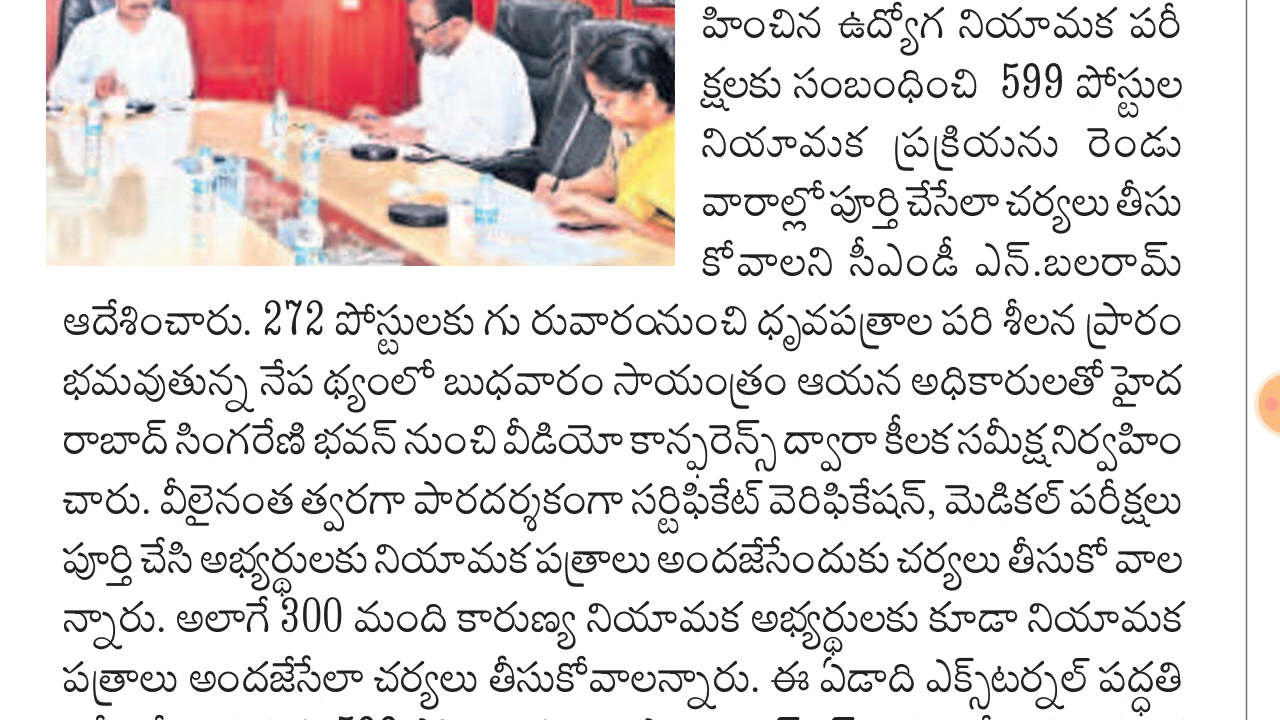 హించిన ఉద్యోగ నియామక పరీ
క్షలకు సంబంధించి 599 పోస్టుల
నియామక ప్రక్రియను రెండు
వారాల్లో పూర్తి చేసేలా చర్యలు తీసు
కోవాలని సీఎండీ ఎన్.బలరామ్
ఆదేశించారు. 272 పోస్టులకు గు రువారంనుంచి ధృవపత్రాల పరి శీలన ప్రారం
భమవుతున్న నేప థ్యంలో బుధవారం సాయంత్రం ఆయన అధికారులతో హైద
రాబాద్ సింగరేణి భవన్ నుంచి వీడియో కాన్ఫరెన్స్ ద్వారా కీలక సమీక్ష నిర్వహిం
చారు. వీలైనంత త్వరగా పారదర్శకంగా సర్టిఫికేట్ వెరిఫికేషన్, మెడికల్ పరీక్షలు
పూర్తి చేసి అభ్యర్థులకు నియామక పత్రాలు అందజేసేందుకు చర్యలు తీసుకో వాల
న్నారు. అలాగే 300 మంది కారుణ్య నియామక అభ్యర్థులకు కూడా నియామక
పత్రాలు అందజేసేలా చర్యలు తీసుకోవాలన్నారు. ఈ ఏడాది ఎక్స్‌టర్నల్ పద్ధతి